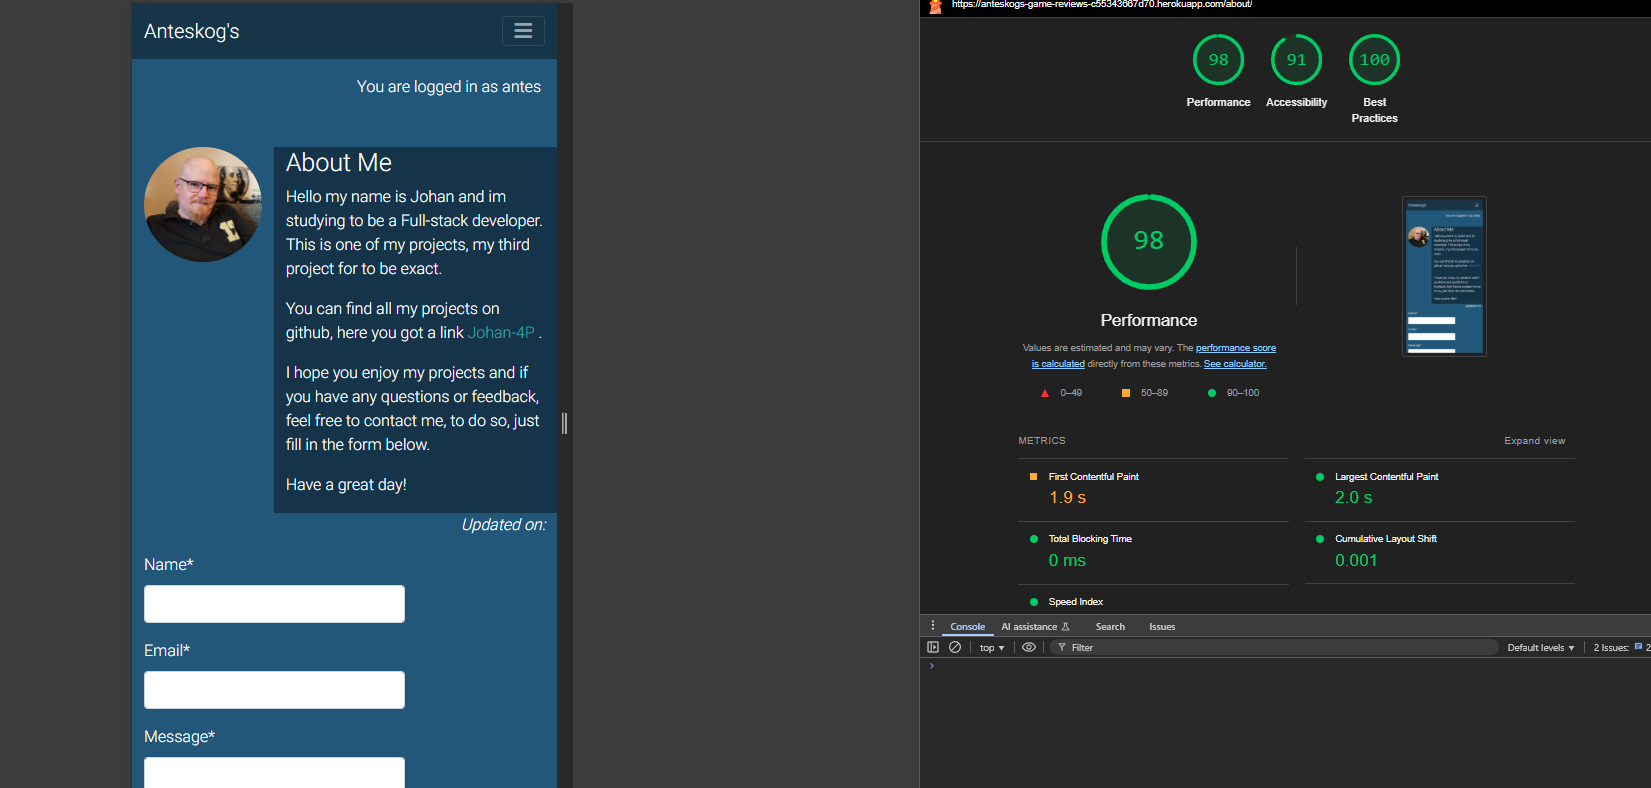 Anteskog's
You are logged in as antes
About Me
Hello my name is Johan and im
studying to be a Full-stack developer.
This is one of my projects, my third
project for to be exact.
You can find all my projects on
github, here you got a link Johan-4P .
I hope you enjoy my projects and if
you have any questions or feedback,
feel free to contact me, to do so, just
fill in the form below.
Have a great day!
Updated on:
Name*
Email*
Message*
https://anteskogs-game-reviews-c55343667d70.herokuapp.com/about/
98
91
100
Performance
Accessibility
Best
Practices
98
Performance
Values are estimated and may vary. The performance score
is calculated directly from these metrics. See calculator.
0–49
50–89
90–100
METRICS
Expand view
First Contentful Paint
1.9 s
Largest Contentful Paint
2.0 s
Total Blocking Time
0 ms
Cumulative Layout Shift
0.001
Speed Index
Console
AI assistance
Search
Issues
top
Filter
Default levels
2 Issues:
2